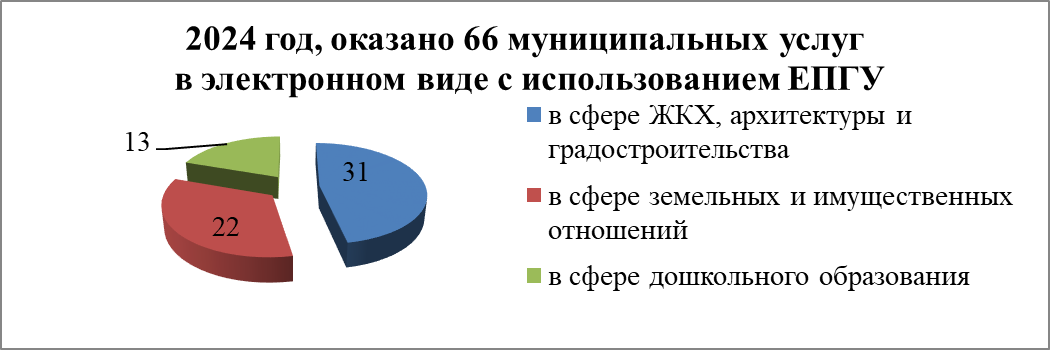 2024 год, оказано 66 муниципальных услуг
в электронном виде с использованием ЕПГУ
13
31
22
в сфере ЖКХ, архитектуры и
градостроительства
в сфере земельных и имущественных
отношений
в сфере дошкольного образования